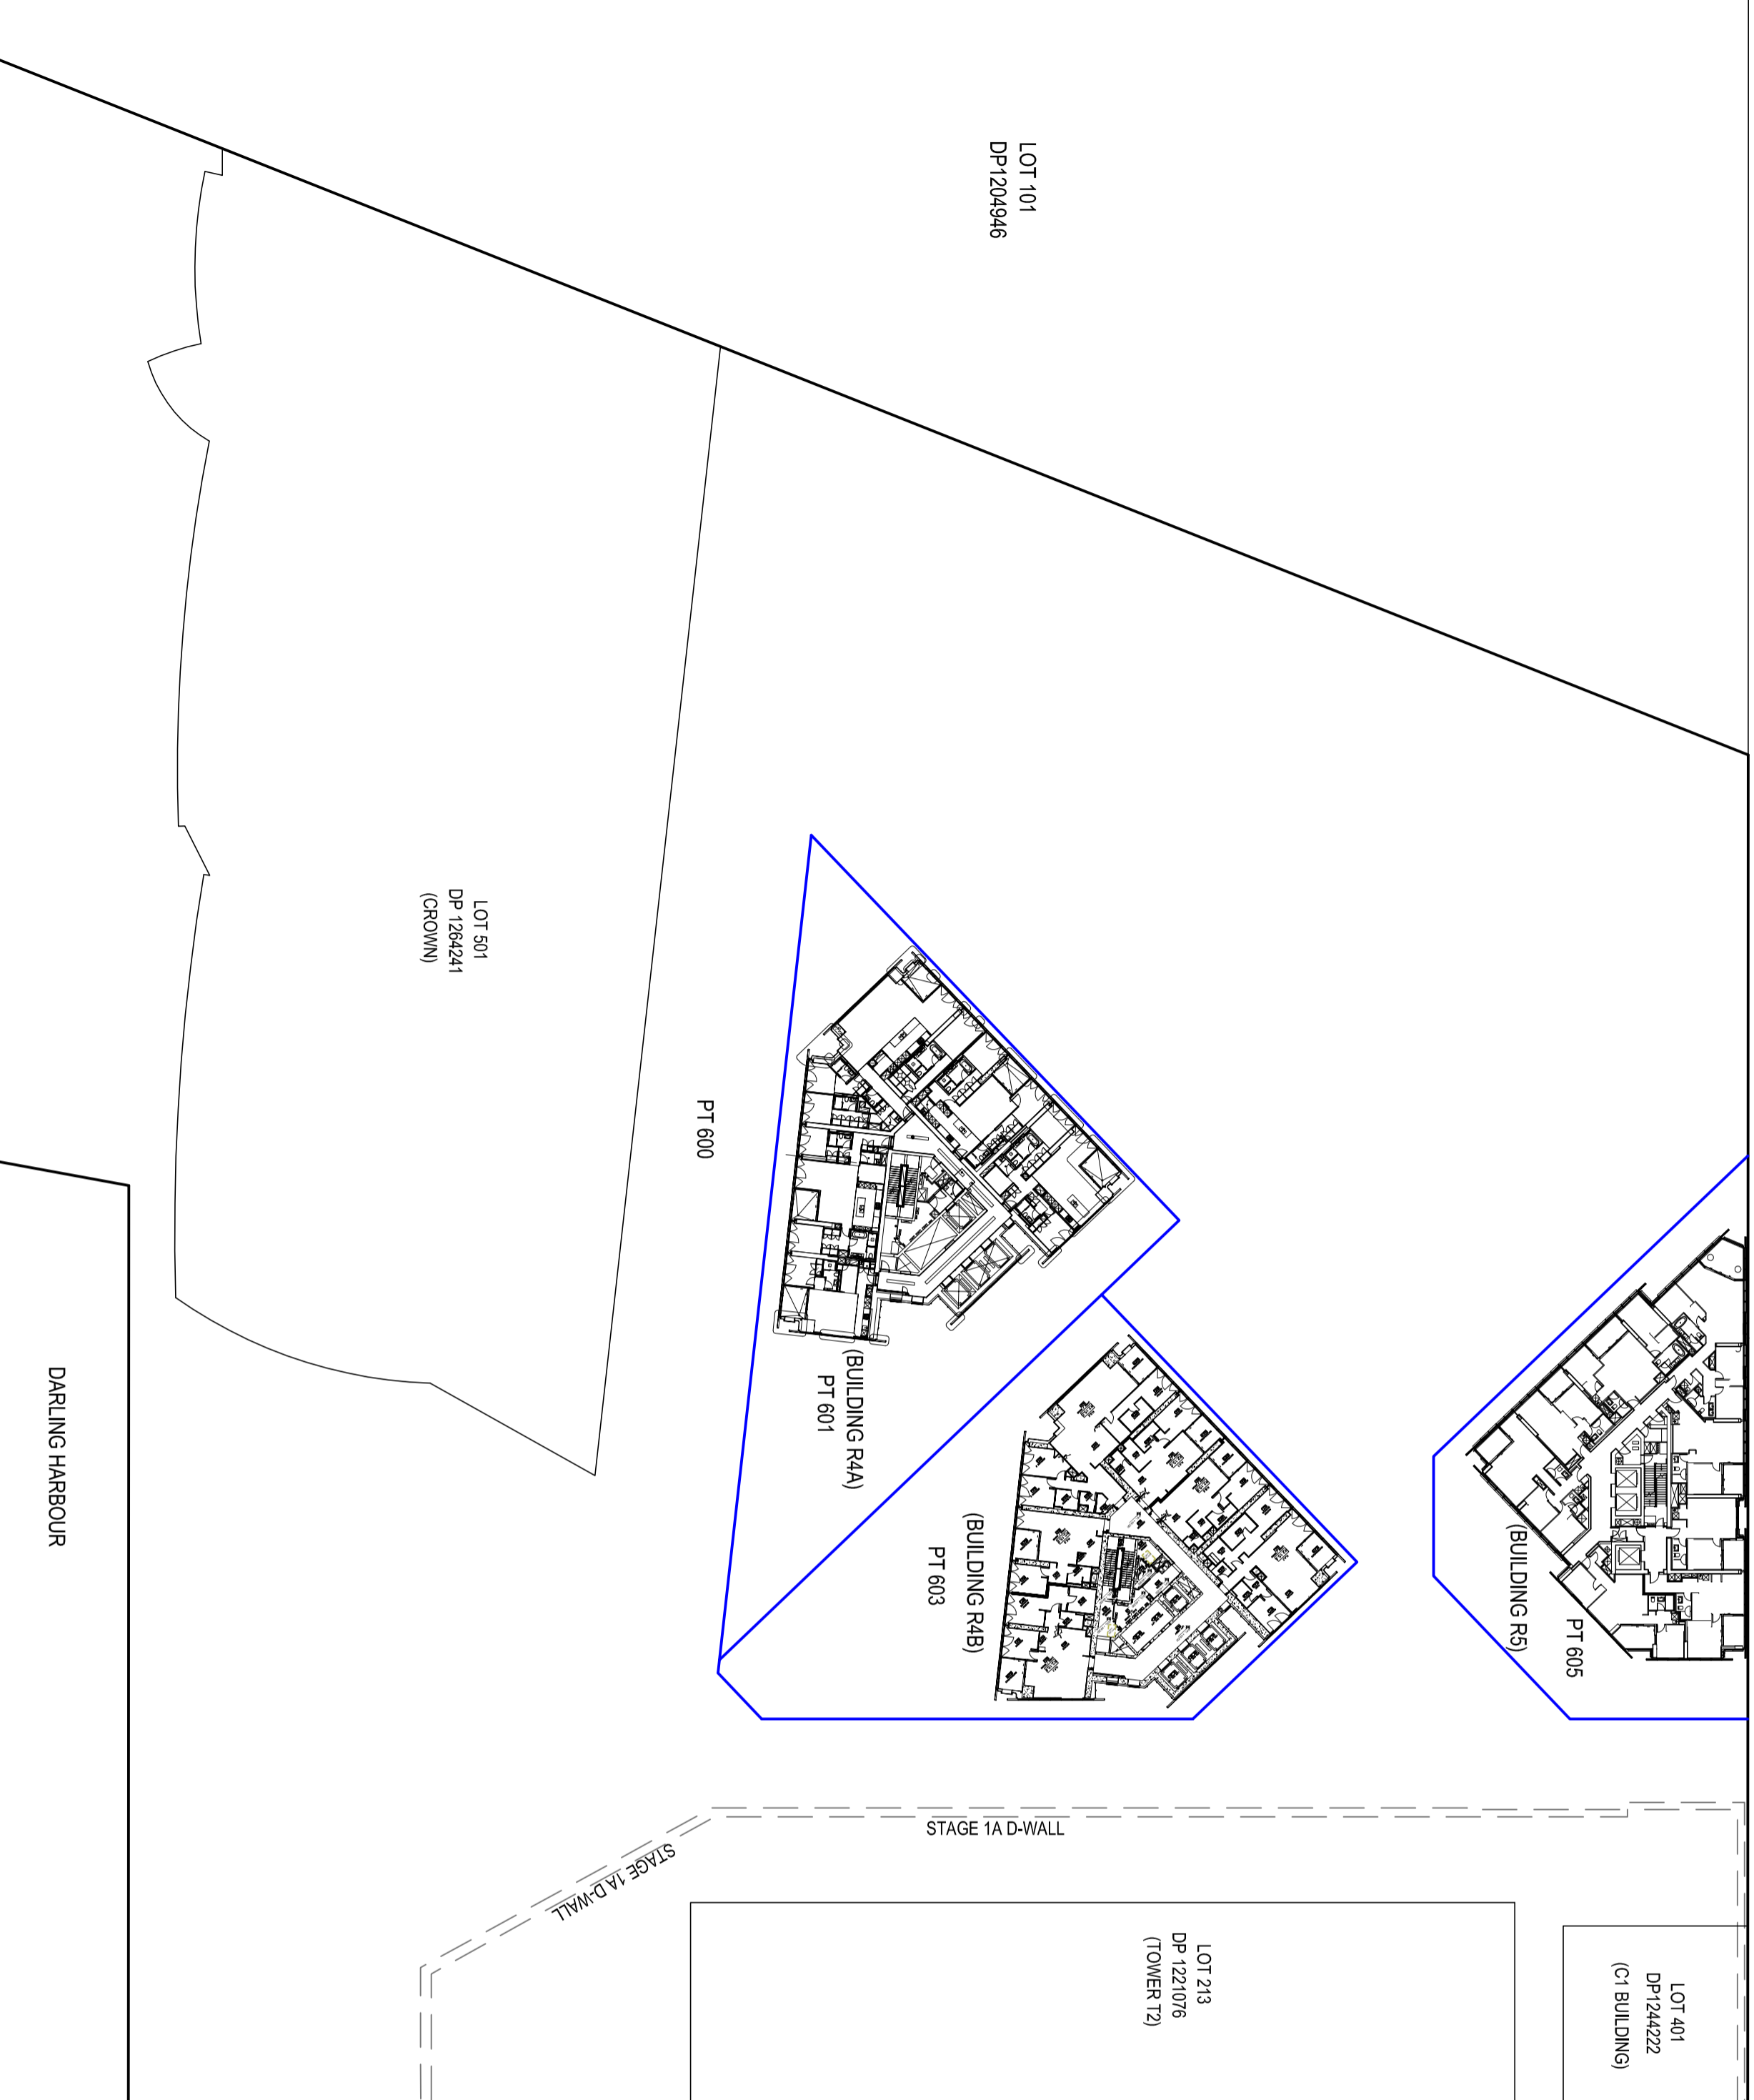 LOT 101
DP1204946
LOT 501
DP 1264241
(CROWN)
PT 600
(BUILDING R4A)
PT 601
(BUILDING R4B)
PT 603
PT 605
(BUILDING R5)
DARLING HARBOUR
STAGE 1A D-WALL
STAGE 1A D-WALL
LOT 213
DP 1221076
(TOWER T2)
LOT 401
DP1244222
(C1 BUILDING)